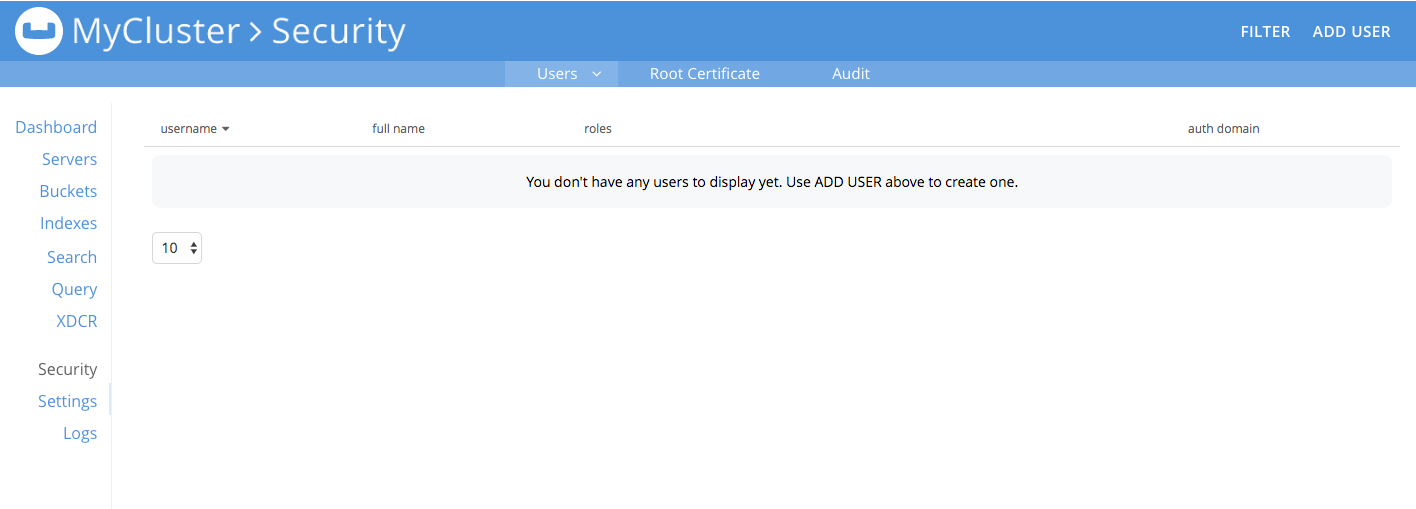 MyCluster > Security
FILTER ADD USER
Users Root Certificate Audit
Dashboard
Servers
Buckets
Indexes
Search
Query
XDCR
Security
Settings
Logs
username full name roles auth domain
You don't have any users to display yet. Use ADD USER above to create one.
10